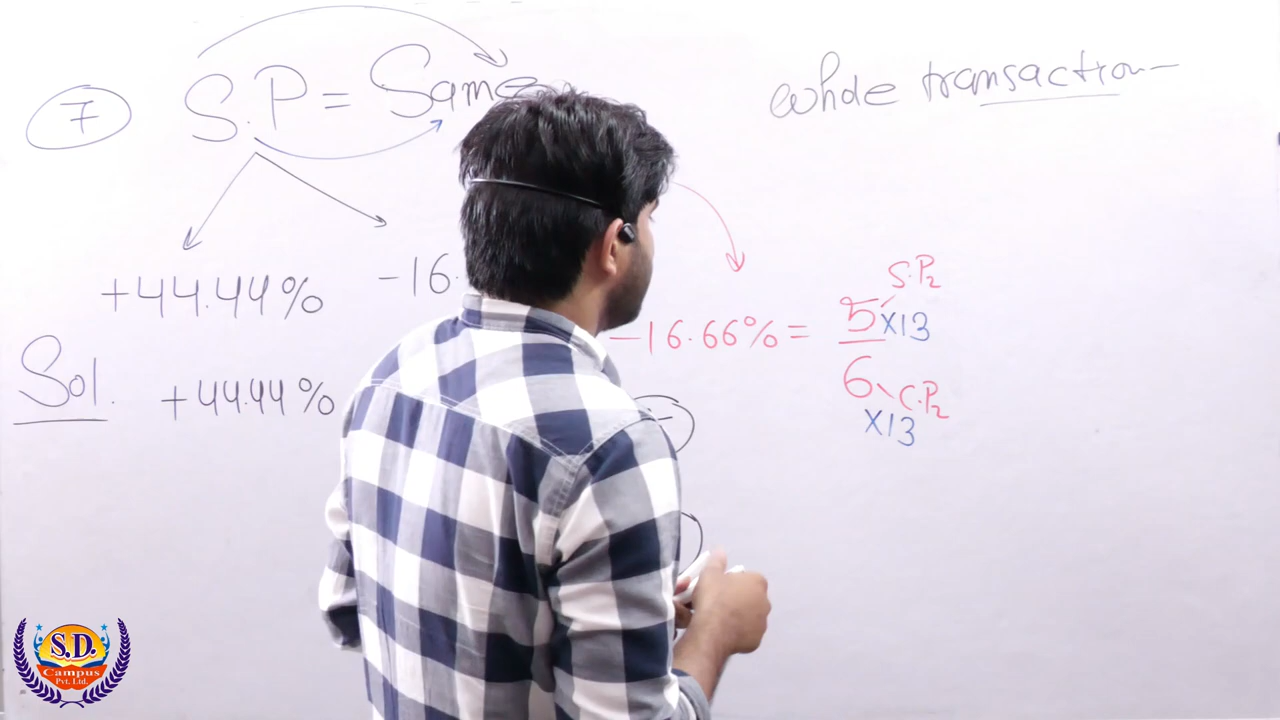 7 S.P = Same
whole transaction
+44.44% -16.
-16.66% = 5 x13 S.P2
6 x13 C.P2
Sol. +44.44%
S.D.
Campus
Pvt. Ltd.